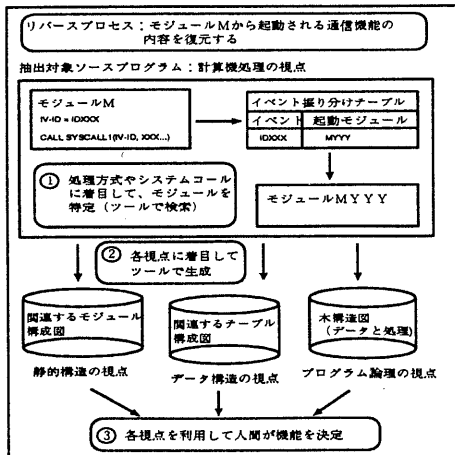 リバースプロセス：モジュールMから起動される通信機能の
内容を復元する
抽出対象ソースプログラム：計算機処理の視点
モジュールM
IV-ID = IDXXX
CALL SYSCALL1(IV-ID, XXX...)
イベント振り分けテーブル
イベント 起動モジュール
IDXXX MYYY
① 処理方式やシステムコール
に着目して、モジュールを
特定（ツールで検索）
モジュールMYYY
② 各視点に着目して
ツールで生成
関連するモジュール
構成図
関連するテーブル
構成図
木構造図
（データと処理）
静的構造の視点
データ構造の視点
プログラム論理の視点
③ 各視点を利用して人間が機能を決定